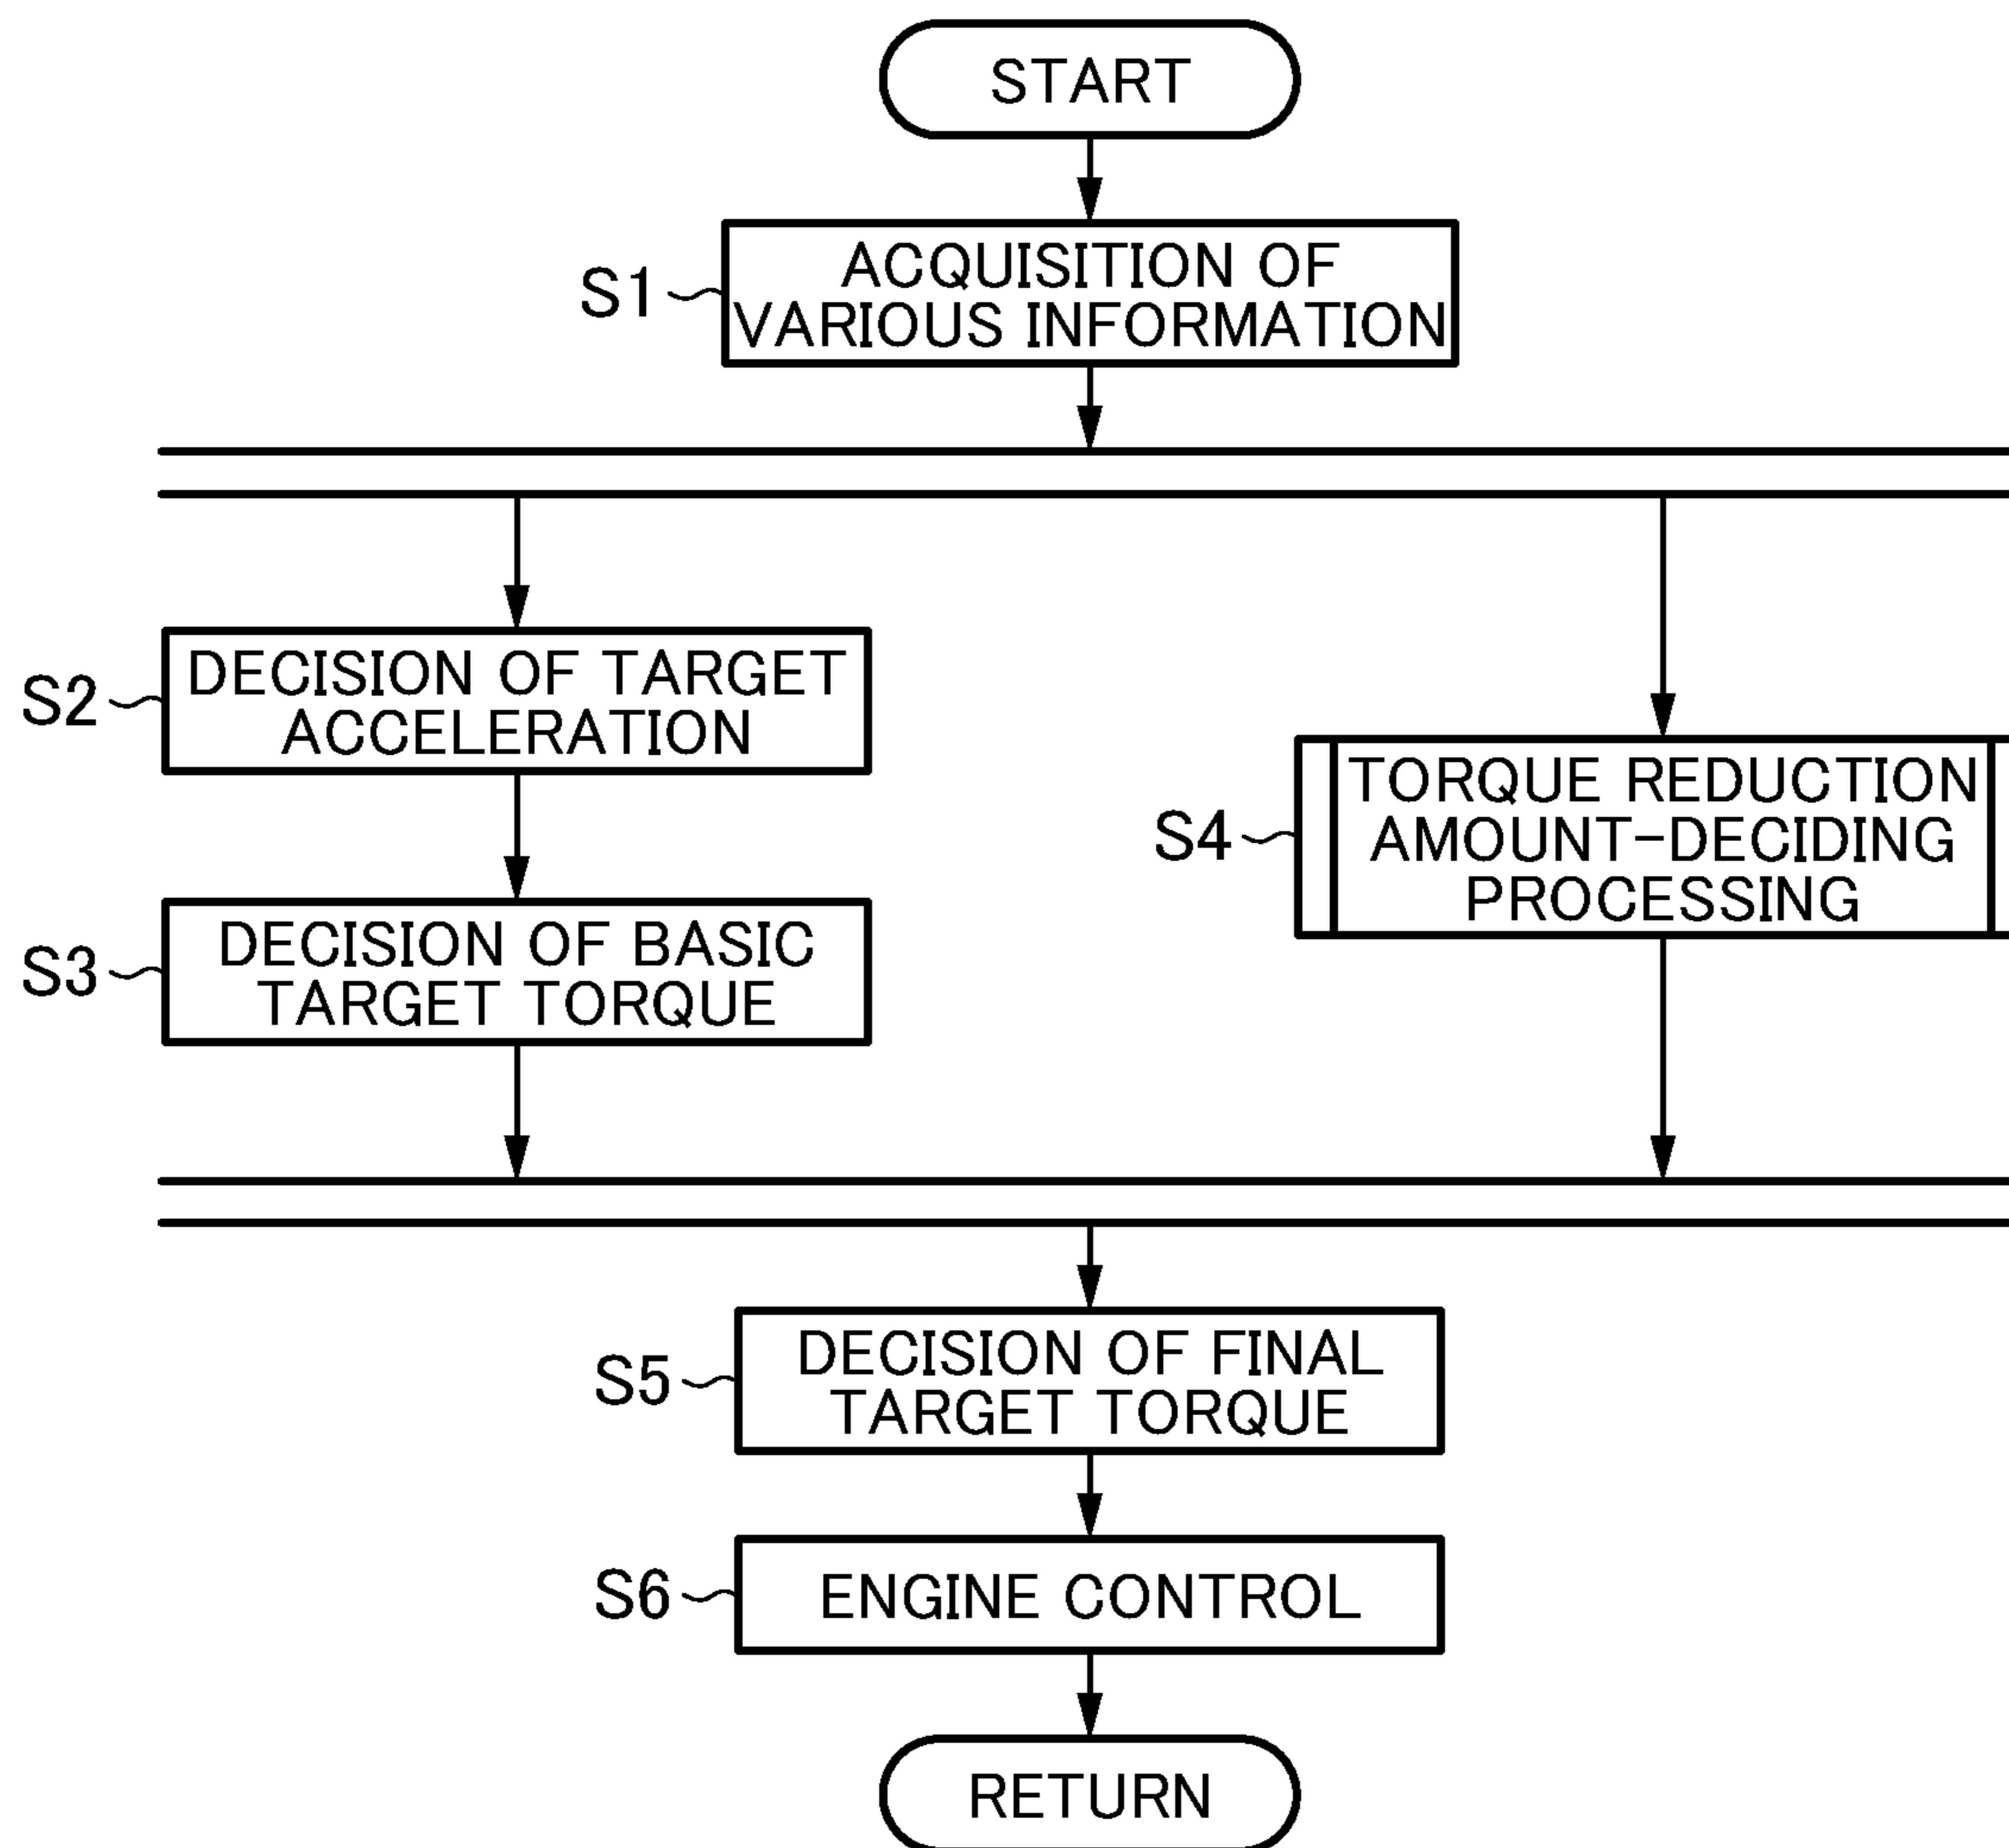 START
S1
ACQUISITION OF
VARIOUS INFORMATION
S2
DECISION OF TARGET
ACCELERATION
S3
DECISION OF BASIC
TARGET TORQUE
S4
TORQUE REDUCTION
AMOUNT-DECIDING
PROCESSING
S5
DECISION OF FINAL
TARGET TORQUE
S6
ENGINE CONTROL
RETURN